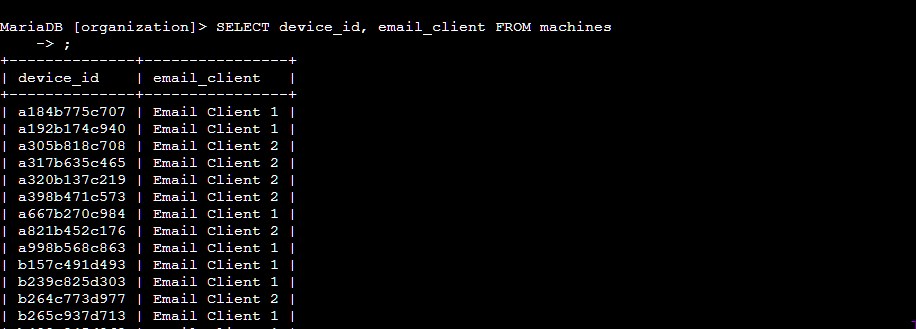 MariaDB [organization]> SELECT device_id, email_client FROM machines
    -> ;
+--------------+----------------+
| device_id    | email_client   |
+--------------+----------------+
| a184b775c707 | Email Client 1 |
| a192b174c940 | Email Client 1 |
| a305b818c708 | Email Client 2 |
| a317b635c465 | Email Client 2 |
| a320b137c219 | Email Client 2 |
| a398b471c573 | Email Client 2 |
| a667b270c984 | Email Client 1 |
| a821b452c176 | Email Client 2 |
| a998b568c863 | Email Client 1 |
| b157c491d493 | Email Client 1 |
| b239c825d303 | Email Client 1 |
| b264c773d977 | Email Client 2 |
| b265c937d713 | Email Client 1 |